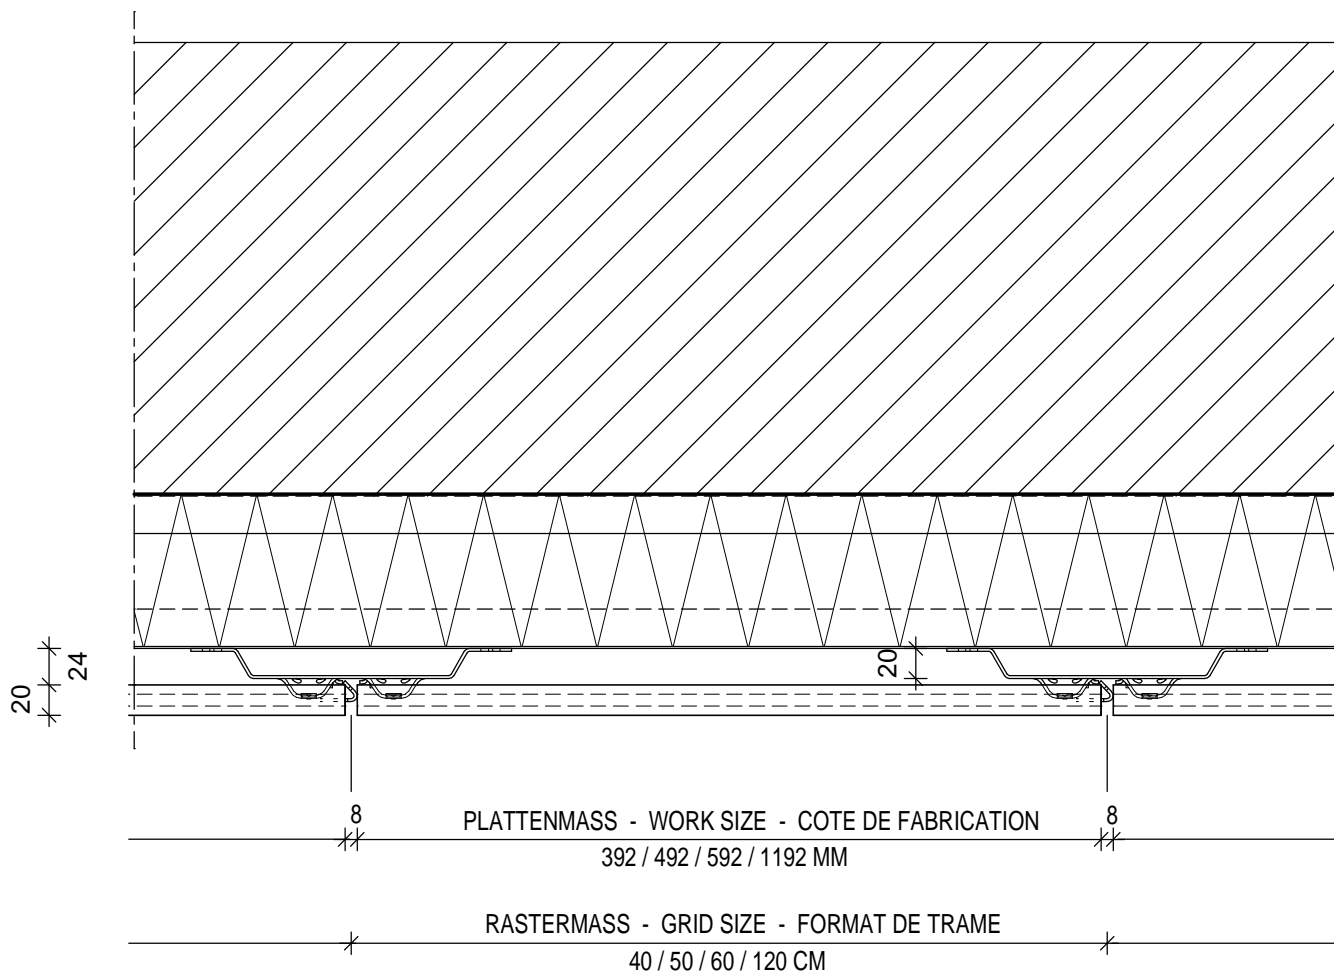 24
20
20
8
8
PLATTENMASS - WORK SIZE - COTE DE FABRICATION
392 / 492 / 592 / 1192 MM
RASTERMASS - GRID SIZE - FORMAT DE TRAME
40 / 50 / 60 / 120 CM